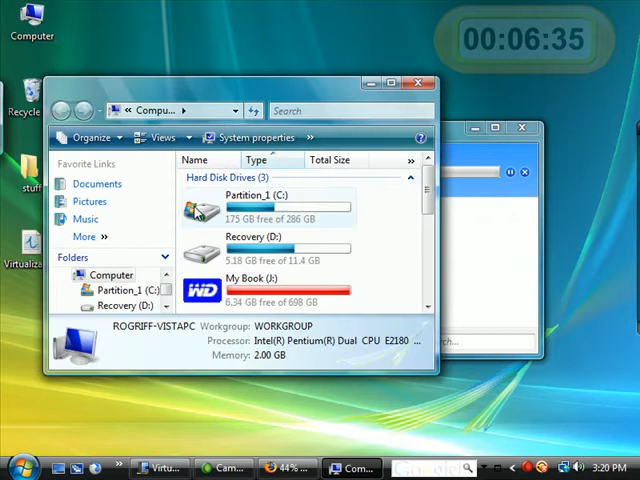 Computer
00:06:35
Recycle
stuff
Virtualiza
Compu...
Search
Organize
Views
System properties
Favorite Links
Documents
Pictures
Music
More
Folders
Computer
Partition_1 (C:)
Recovery (D:)
Name
Type
Total Size
Hard Disk Drives (3)
Partition_1 (C:)
175 GB free of 286 GB
Recovery (D:)
5.18 GB free of 11.4 GB
WD
My Book (J:)
6.34 GB free of 698 GB
ROGRIFF-VISTAPC Workgroup: WORKGROUP
Processor: Intel(R) Pentium(R) Dual CPU E2180 ...
Memory: 2.00 GB
earch...
Virtu...
Cam...
44% ...
Com...
Google
3:20 PM